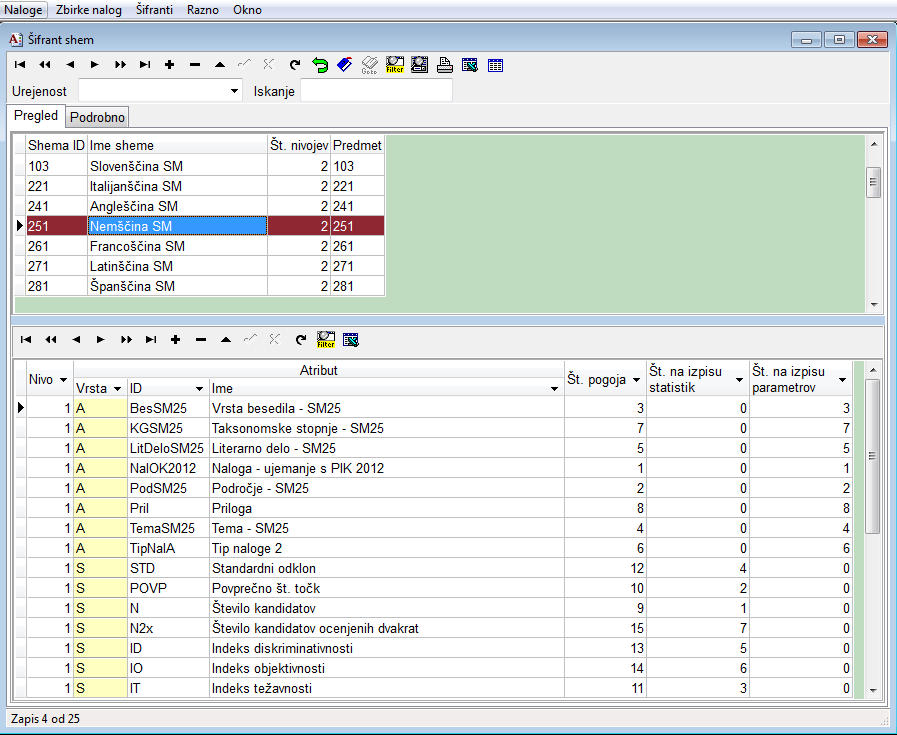 Naloge Zbirke nalog Šifranti Razno Okno
Šifrant shem
Goto Filter
Urejenost Iskanje
Pregled Podrobno
Shema ID Ime sheme Št. nivojev Predmet
103 Slovenščina SM 2 103
221 Italijanščina SM 2 221
241 Angleščina SM 2 241
251 Nemščina SM 2 251
261 Francoščina SM 2 261
271 Latinščina SM 2 271
281 Španščina SM 2 281
Filter
Nivo Atribut Št. pogoja Št. na izpisu statistik Št. na izpisu parametrov
Vrsta ID Ime
1 A BesSM25 Vrsta besedila - SM25 3 0 3
1 A KGSM25 Taksonomske stopnje - SM25 7 0 7
1 A LitDeloSM25 Literarno delo - SM25 5 0 5
1 A NalOK2012 Naloga - ujemanje s PIK 2012 1 0 1
1 A PodSM25 Področje - SM25 2 0 2
1 A Pril Priloga 8 0 8
1 A TemaSM25 Tema - SM25 4 0 4
1 A TipNalA Tip naloge 2 6 0 6
1 S STD Standardni odklon 12 4 0
1 S POVP Povprečno št. točk 10 2 0
1 S N Število kandidatov 9 1 0
1 S N2x Število kandidatov ocenjenih dvakrat 15 7 0
1 S ID Indeks diskriminativnosti 13 5 0
1 S IO Indeks objektivnosti 14 6 0
1 S IT Indeks težavnosti 11 3 0
Zapis 4 od 25